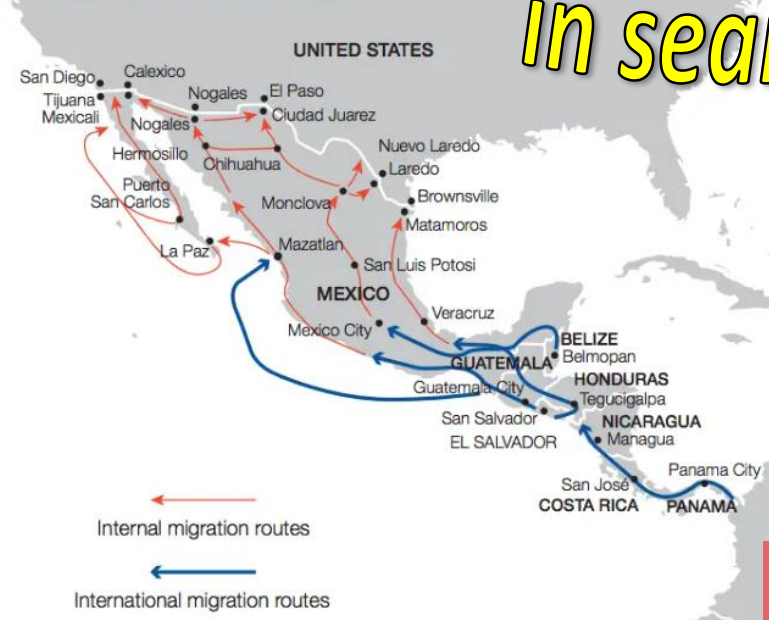 In sear
UNITED STATES
San Diego
Calexico
Tijuana
Mexicali
Nogales
El Paso
Nogales
Ciudad Juarez
Hermosillo
Chihuahua
Nuevo Laredo
Laredo
Puerto
San Carlos
Monclova
Brownsville
Matamoros
La Paz
Mazatlan
San Luis Potosi
MEXICO
Mexico City
Veracruz
BELIZE
Belmopan
GUATEMALA
Guatemala City
HONDURAS
Tegucigalpa
San Salvador
EL SALVADOR
NICARAGUA
Managua
San José
COSTA RICA
Panama City
PANAMA
Internal migration routes
International migration routes